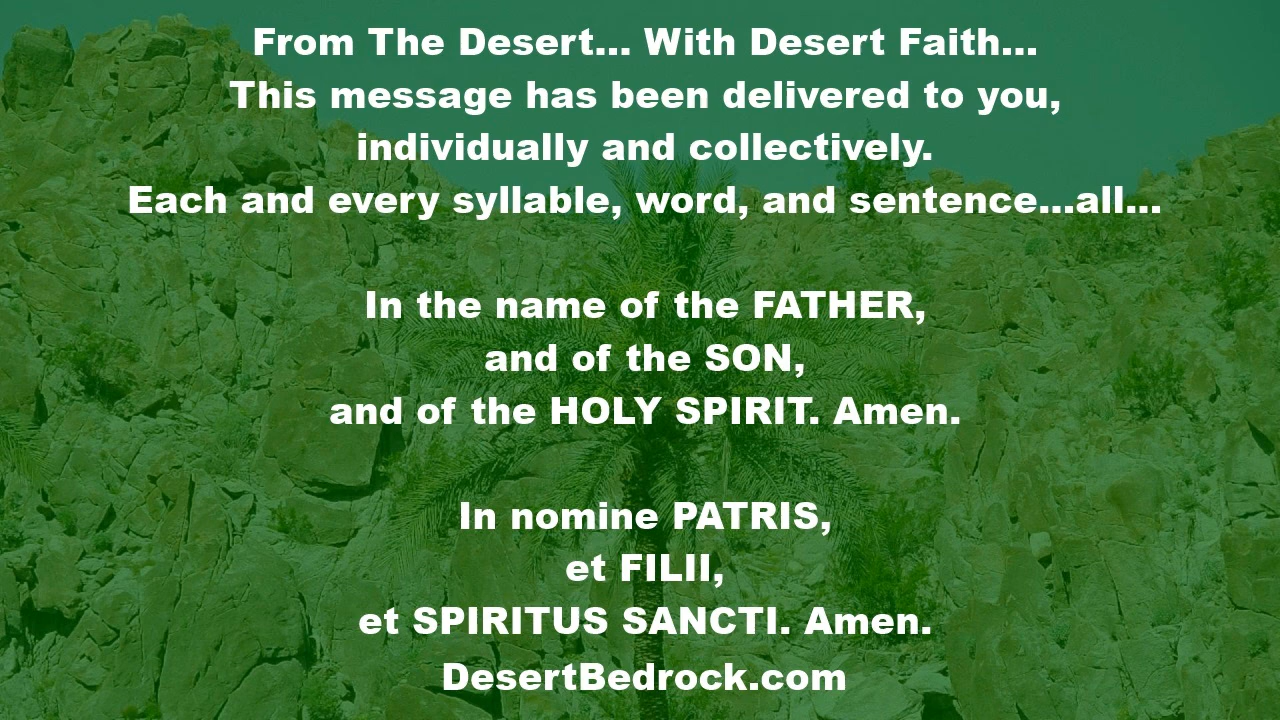 From The Desert... With Desert Faith...
This message has been delivered to you,
individually and collectively.
Each and every syllable, word, and sentence...all...
In the name of the FATHER,
and of the SON,
and of the HOLY SPIRIT. Amen.
In nomine PATRIS,
et FILII,
et SPIRITUS SANCTI. Amen.
DesertBedrock.com